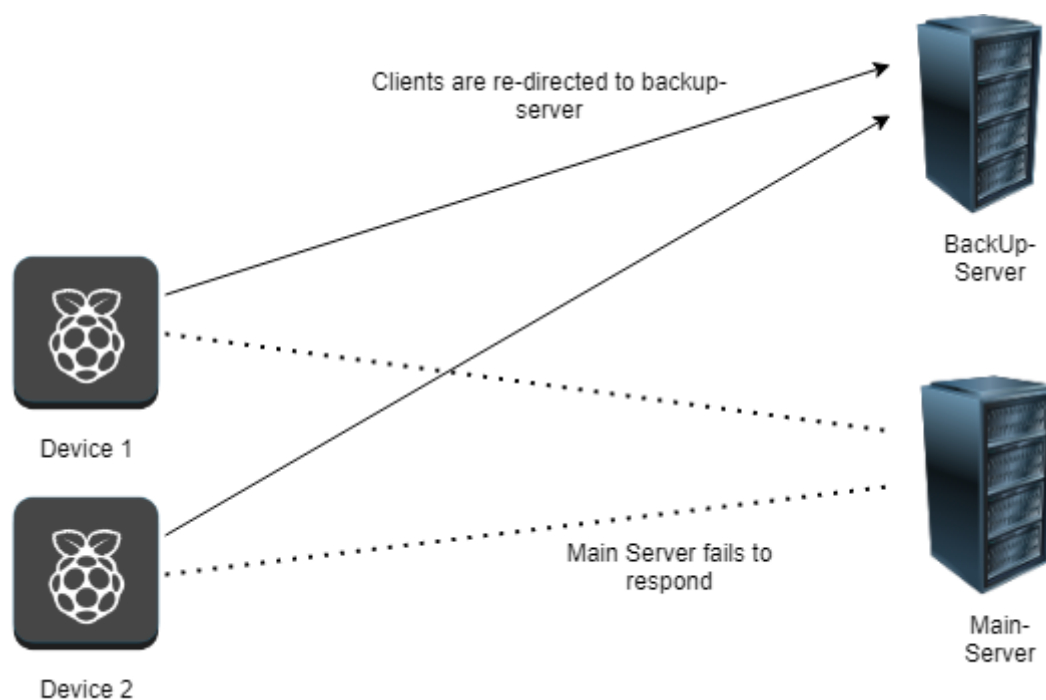 Clients are re-directed to backup-
server
BackUp-
Server
Device 1
Main Server fails to
respond
Main-
Server
Device 2